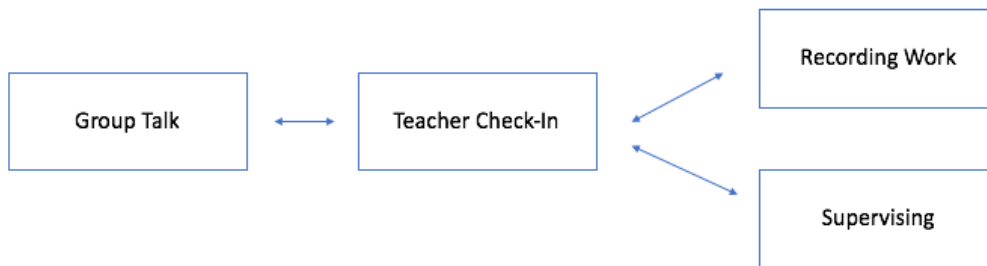 Group Talk
Teacher Check-In
Recording Work
Supervising